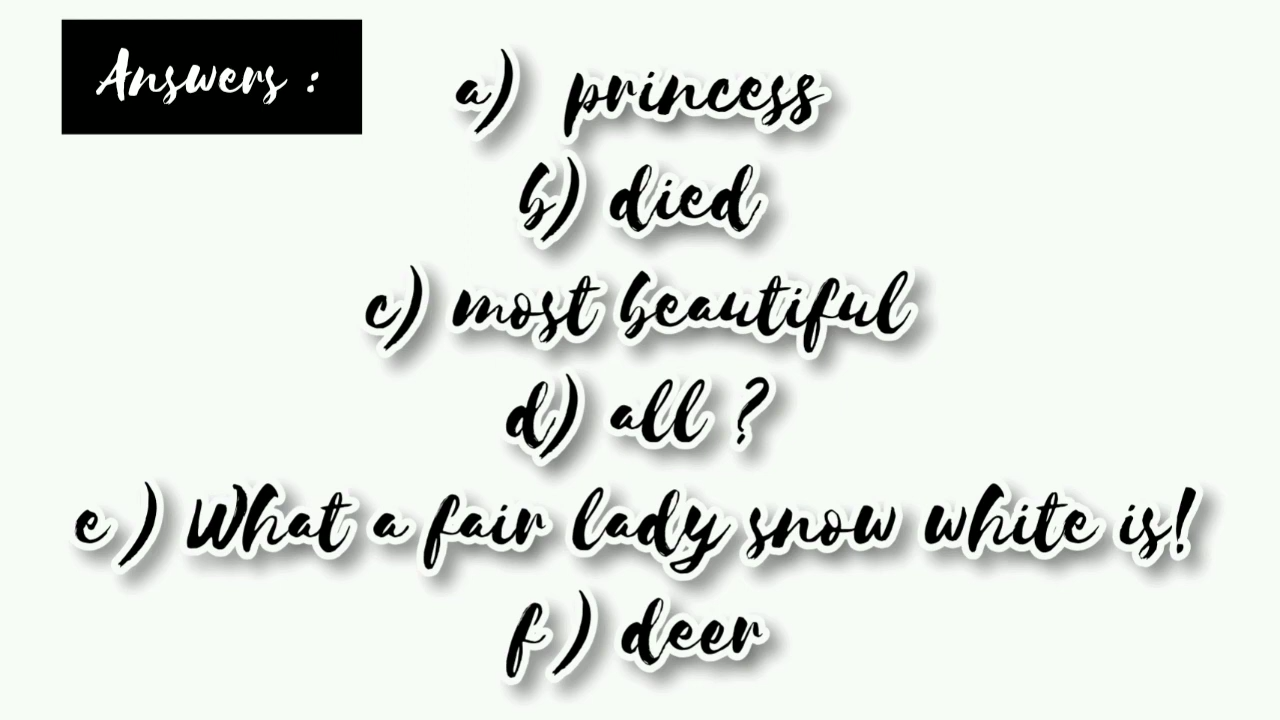 Answers :
a) princess
b) died
c) most beautiful
d) all ?
e ) What a fair lady snow white is!
f ) deer